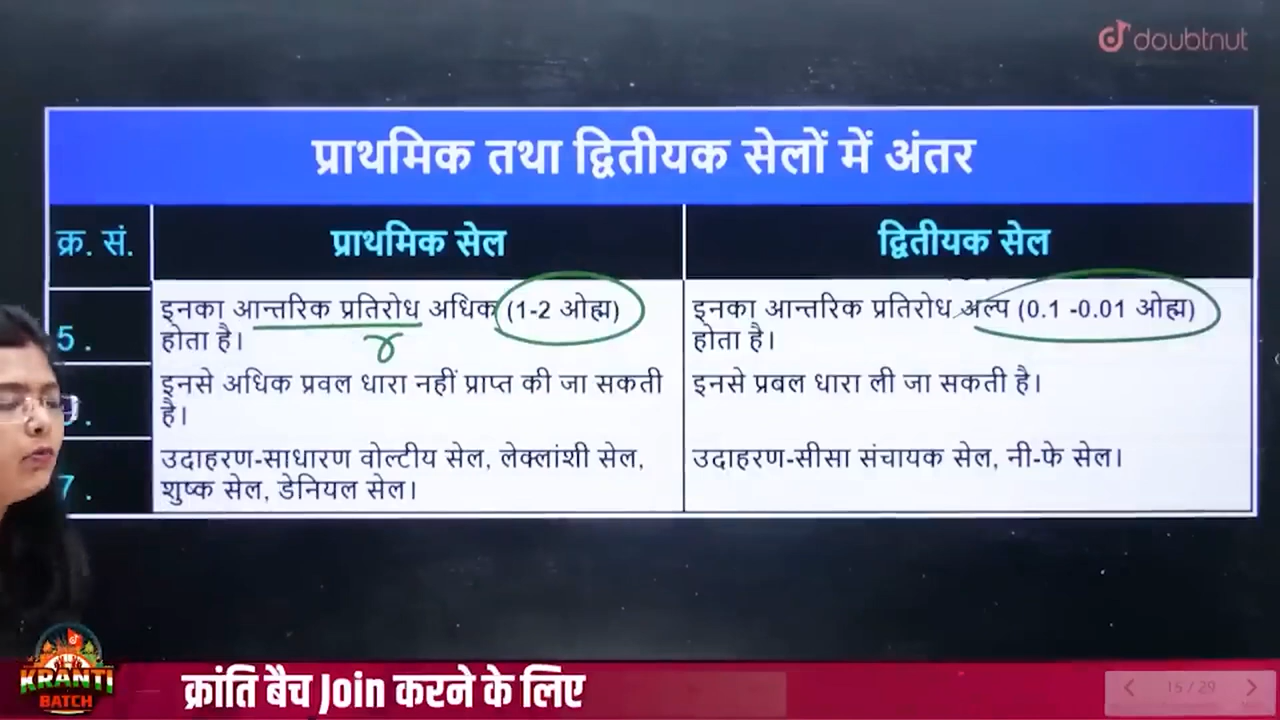 doubtnut
प्राथमिक तथा द्वितीयक सेलों में अंतर
क्र. सं.
प्राथमिक सेल
द्वितीयक सेल
5.
इनका आन्तरिक प्रतिरोध अधिक (1-2 ओह्म)
होता है।
r
इनका आन्तरिक प्रतिरोध अल्प (0.1 -0.01 ओह्म)
होता है।
इनसे अधिक प्रवल धारा नहीं प्राप्त की जा सकती
है।
इनसे प्रबल धारा ली जा सकती है।
7.
उदाहरण-साधारण वोल्टीय सेल, लेक्लांशी सेल,
शुष्क सेल, डेनियल सेल।
उदाहरण-सीसा संचायक सेल, नी-फे सेल।
KRANTI
BATCH
क्रांति बैच Join करने के लिए
15 / 29